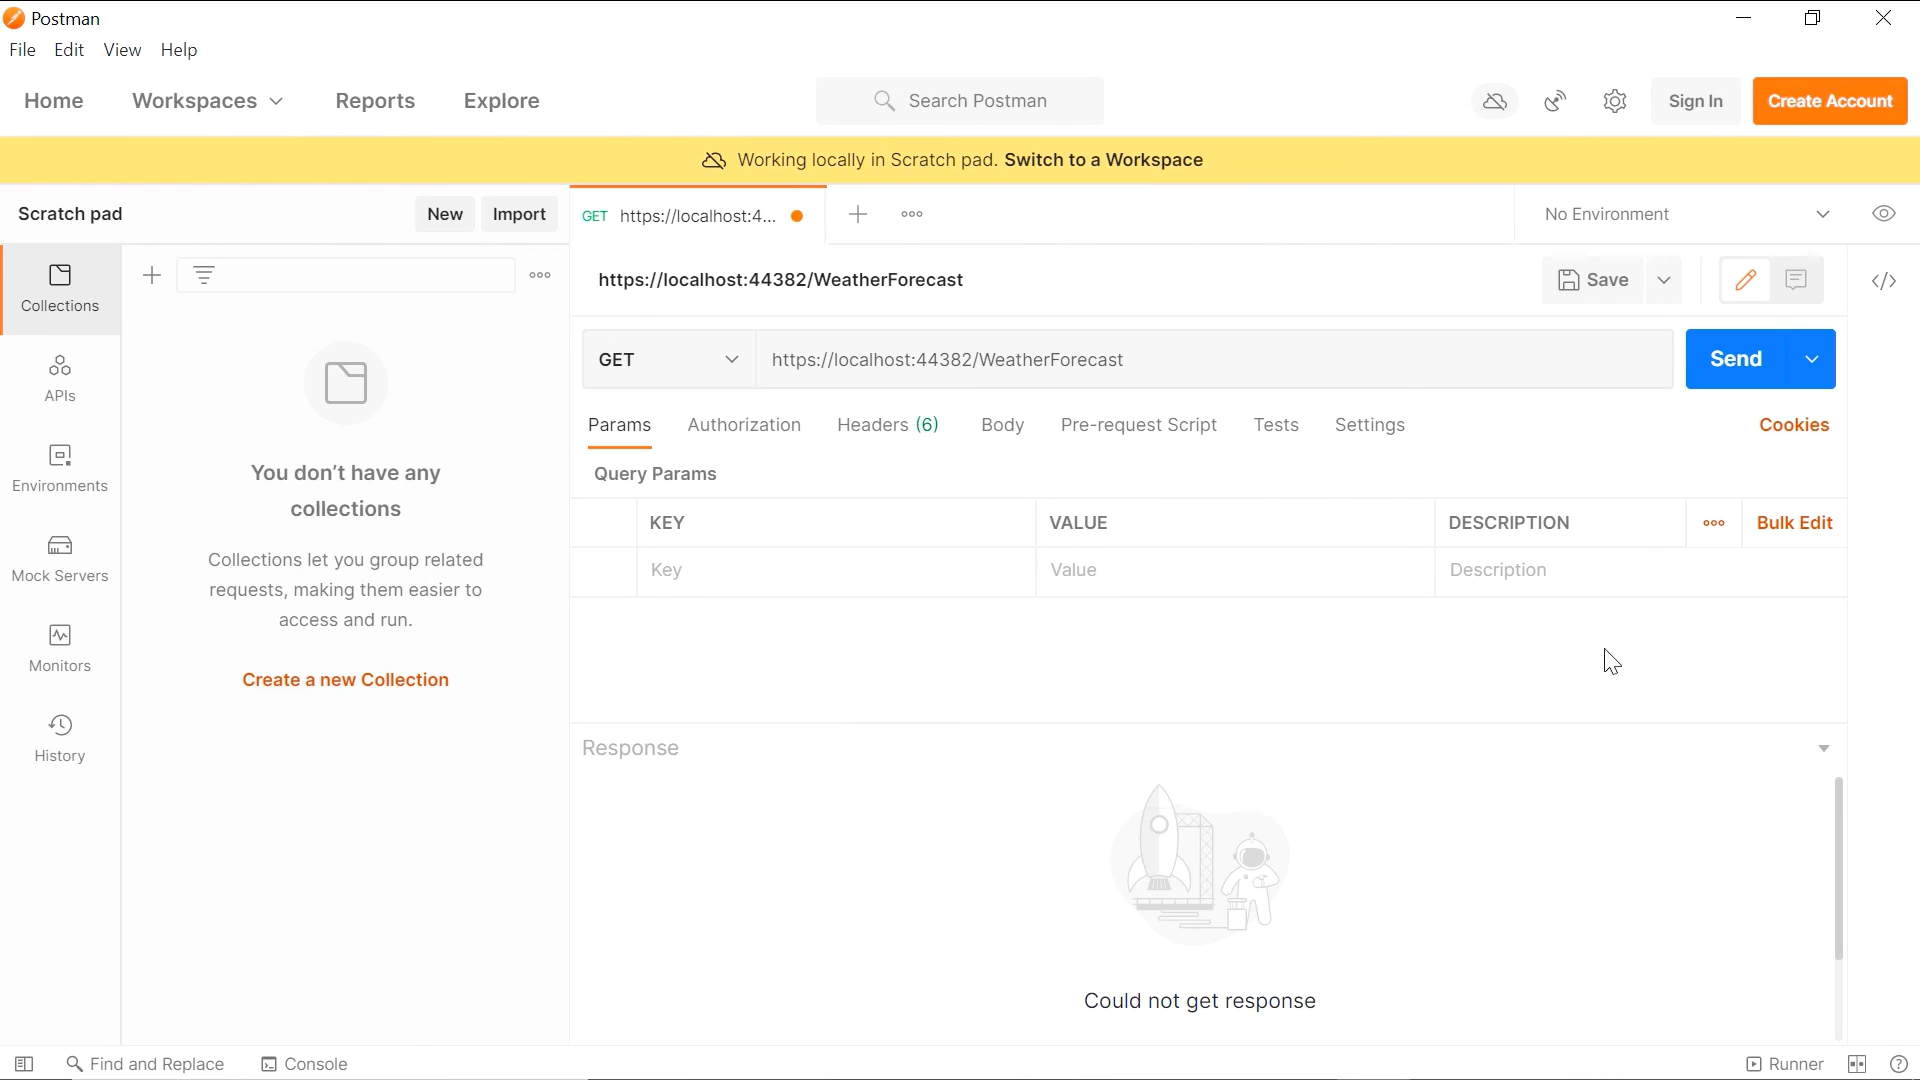 Postman
File Edit View Help
Home Workspaces Reports Explore Search Postman Sign In Create Account
Working locally in Scratch pad. Switch to a Workspace
Scratch pad New Import GET https://localhost:4... No Environment
Collections
https://localhost:44382/WeatherForecast Save
APIs
GET https://localhost:44382/WeatherForecast Send
Params Authorization Headers (6) Body Pre-request Script Tests Settings Cookies
Environments
You don't have any
collections
Query Params
KEY VALUE DESCRIPTION Bulk Edit
Key Value Description
Mock Servers
Collections let you group related
requests, making them easier to
access and run.
Monitors
Create a new Collection
History
Response
Could not get response
Find and Replace Console Runner